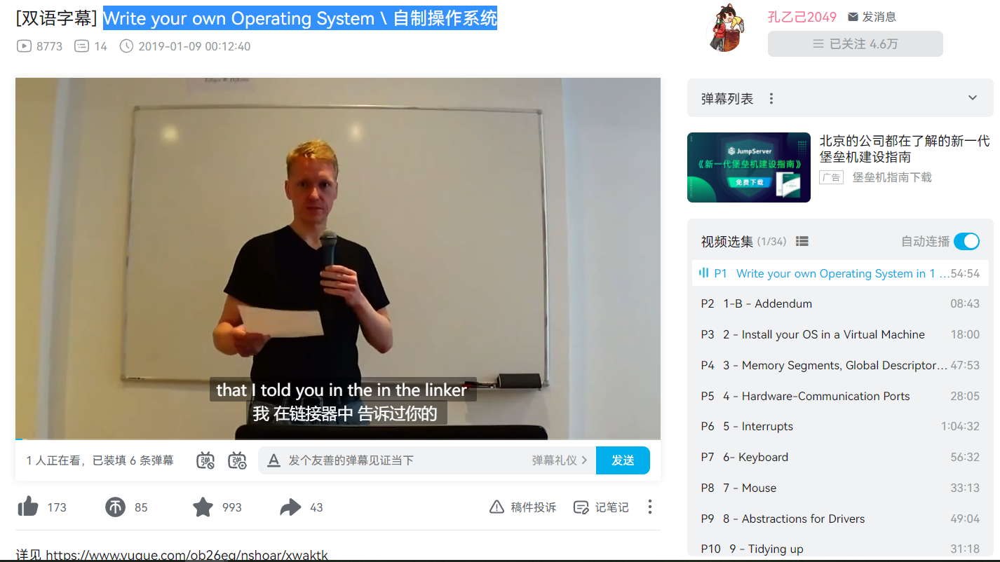 [双语字幕] Write your own Operating System \ 自制操作系统
8773 14 2019-01-09 00:12:40
孔乙己2049 发消息
已关注 4.6万
Edsger W. Dijkstra
that I told you in the in the linker
我 在链接器中 告诉过你的
1 人正在看，已装填 6 条弹幕
弹 弹 A 发个友善的弹幕见证当下 弹幕礼仪 发送
173 85 993 43 稿件投诉 记笔记
详见 https://www.yuque.com/ob26eq/nshoar/xwaktk
弹幕列表
JumpServer
《新一代堡垒机建设指南》
免费下载
北京的公司都在了解的新一代
堡垒机建设指南
广告 堡垒机指南下载
视频选集 (1/34) 自动连播
P1 Write your own Operating System in 1 ... 54:54
P2 1-B - Addendum 08:43
P3 2 - Install your OS in a Virtual Machine 18:00
P4 3 - Memory Segments, Global Descriptor... 47:53
P5 4 - Hardware-Communication Ports 28:05
P6 5 - Interrupts 1:04:32
P7 6- Keyboard 56:32
P8 7 - Mouse 33:13
P9 8 - Abstractions for Drivers 49:04
P10 9 - Tidying up 31:18